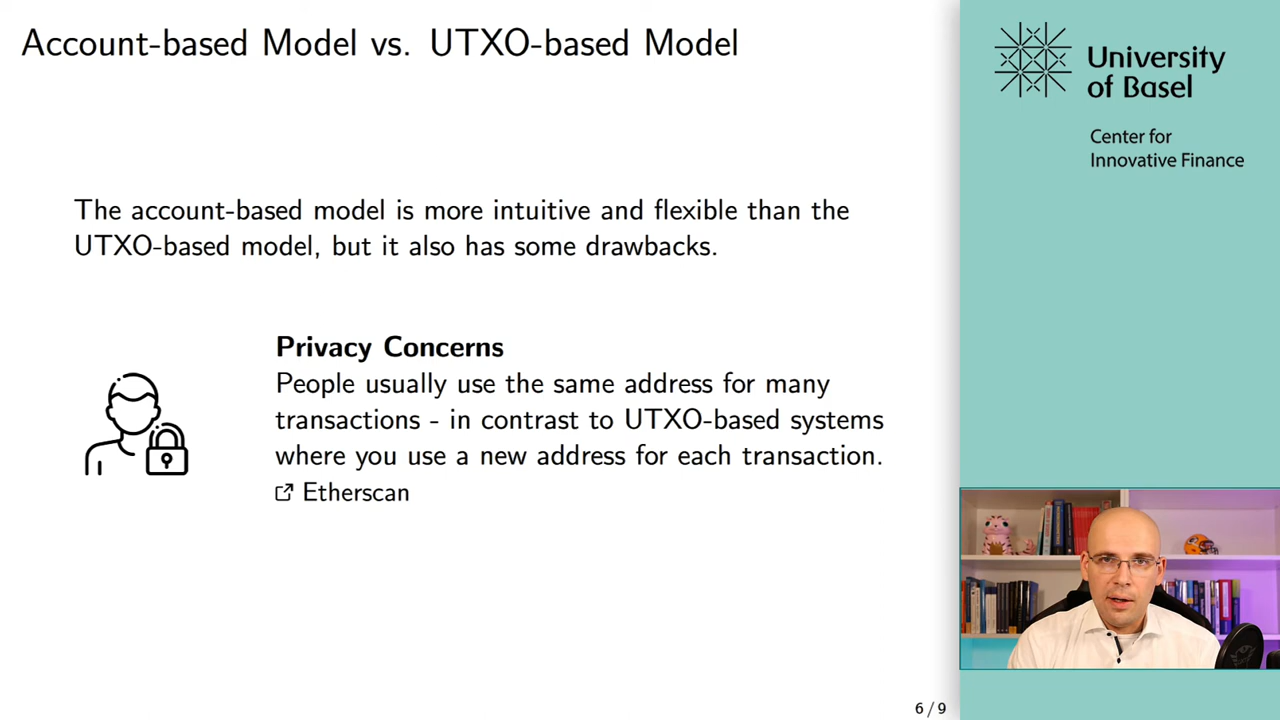 Account-based Model vs. UTXO-based Model
The account-based model is more intuitive and flexible than the
UTXO-based model, but it also has some drawbacks.
Privacy Concerns
People usually use the same address for many
transactions - in contrast to UTXO-based systems
where you use a new address for each transaction.
Etherscan
6 / 9
University
of Basel
Center for
Innovative Finance